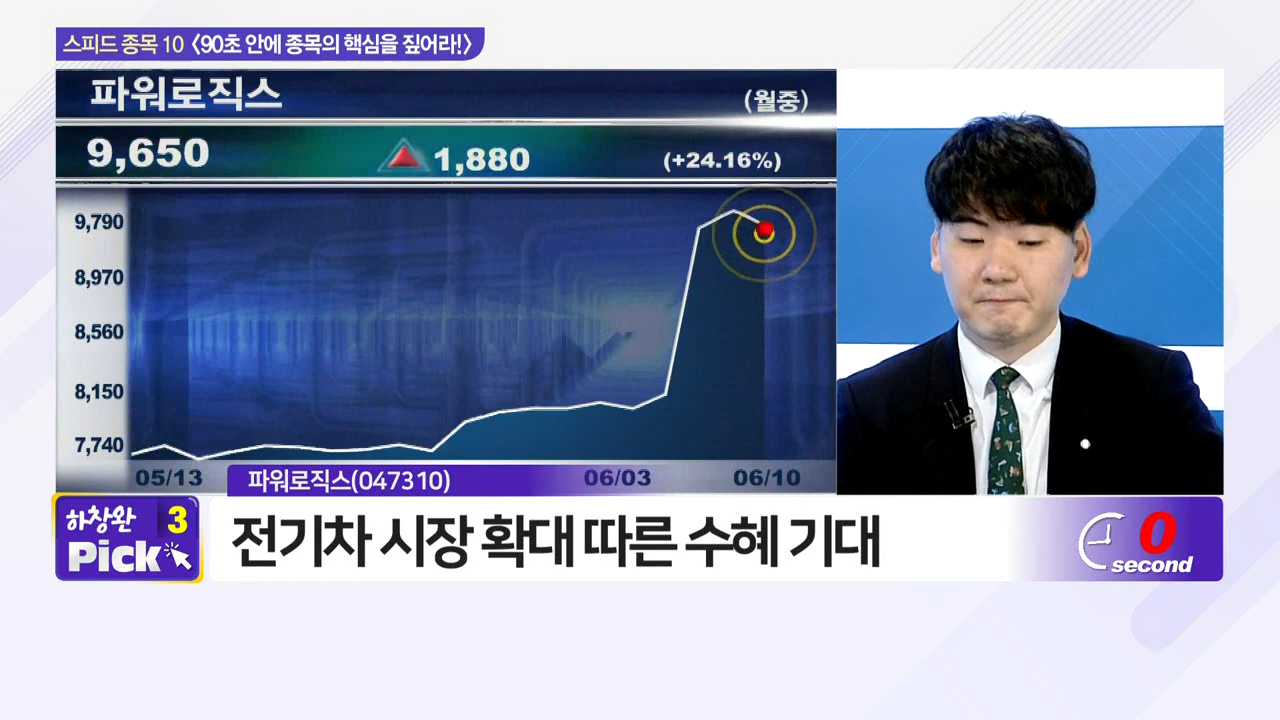 스피드 종목 10 <90초 안에 종목의 핵심을 짚어라!>
파워로직스
(월중)
9,650
1,880
(+24.16%)
9,790
8,970
8,560
8,150
7,740
05/13
06/03
06/10
파워로직스(047310)
하창완 3
Pick
전기차 시장 확대 따른 수혜 기대
0
second